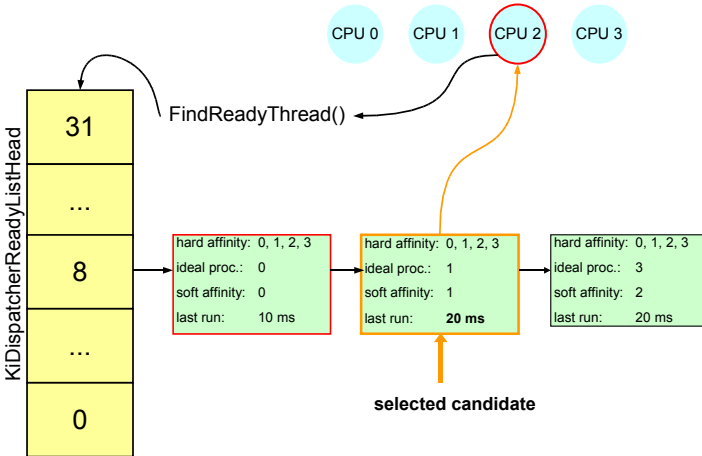 CPU 0
CPU 1
CPU 2
CPU 3
FindReadyThread()
KiDispatcherReadyListHead
31
...
8
...
0
hard affinity: 0, 1, 2, 3
ideal proc.: 0
soft affinity: 0
last run: 10 ms
hard affinity: 0, 1, 2, 3
ideal proc.: 1
soft affinity: 1
last run: 20 ms
hard affinity: 0, 1, 2, 3
ideal proc.: 3
soft affinity: 2
last run: 20 ms
selected candidate